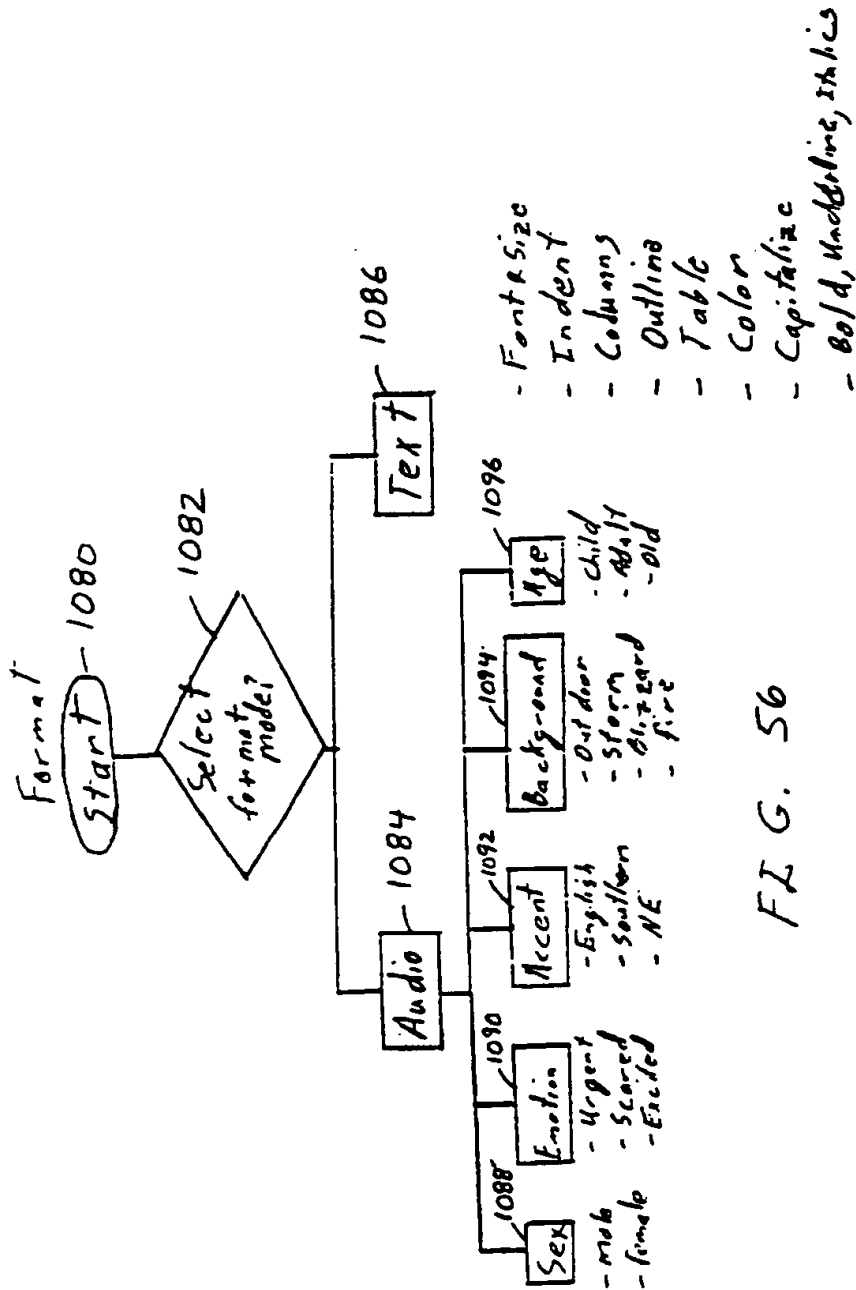 Format
Start
1080
Select
format
mode?
1082
Audio
1084
Text
1086
Sex
1088
- Male
- Female
Emotion
1090
- Urgent
- Scared
- Excited
Accent
1092
- English
- Southern
- NE
Background
1094
- Outdoor
- Storm
- Blizzard
- fire
Age
1096
- Child
- Adult
- Old
- Font & Size
- Indent
- Columns
- Outline
- Table
- Color
- Capitalize
- Bold, Underline, Italics
FIG. 56